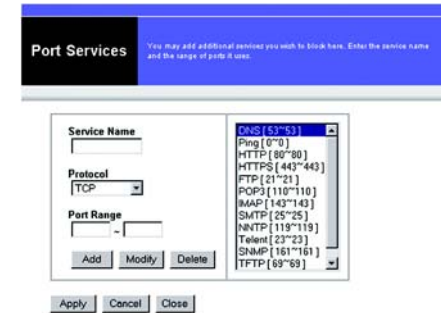 Port Services
You may add additional services you wish to block here. Enter the service name
and the range of ports it uses.
Service Name
Protocol
TCP
Port Range
~
Add Modify Delete
DNS [ 53~53 ]
Ping [ 0~0 ]
HTTP [ 80~80 ]
HTTPS [ 443~443 ]
FTP [ 21~21 ]
POP3 [ 110~110 ]
IMAP [ 143~143 ]
SMTP [ 25~25 ]
NNTP [ 119~119 ]
Telent [ 23~23 ]
SNMP [ 161~161 ]
TFTP [ 69~69 ]
Apply Cancel Close